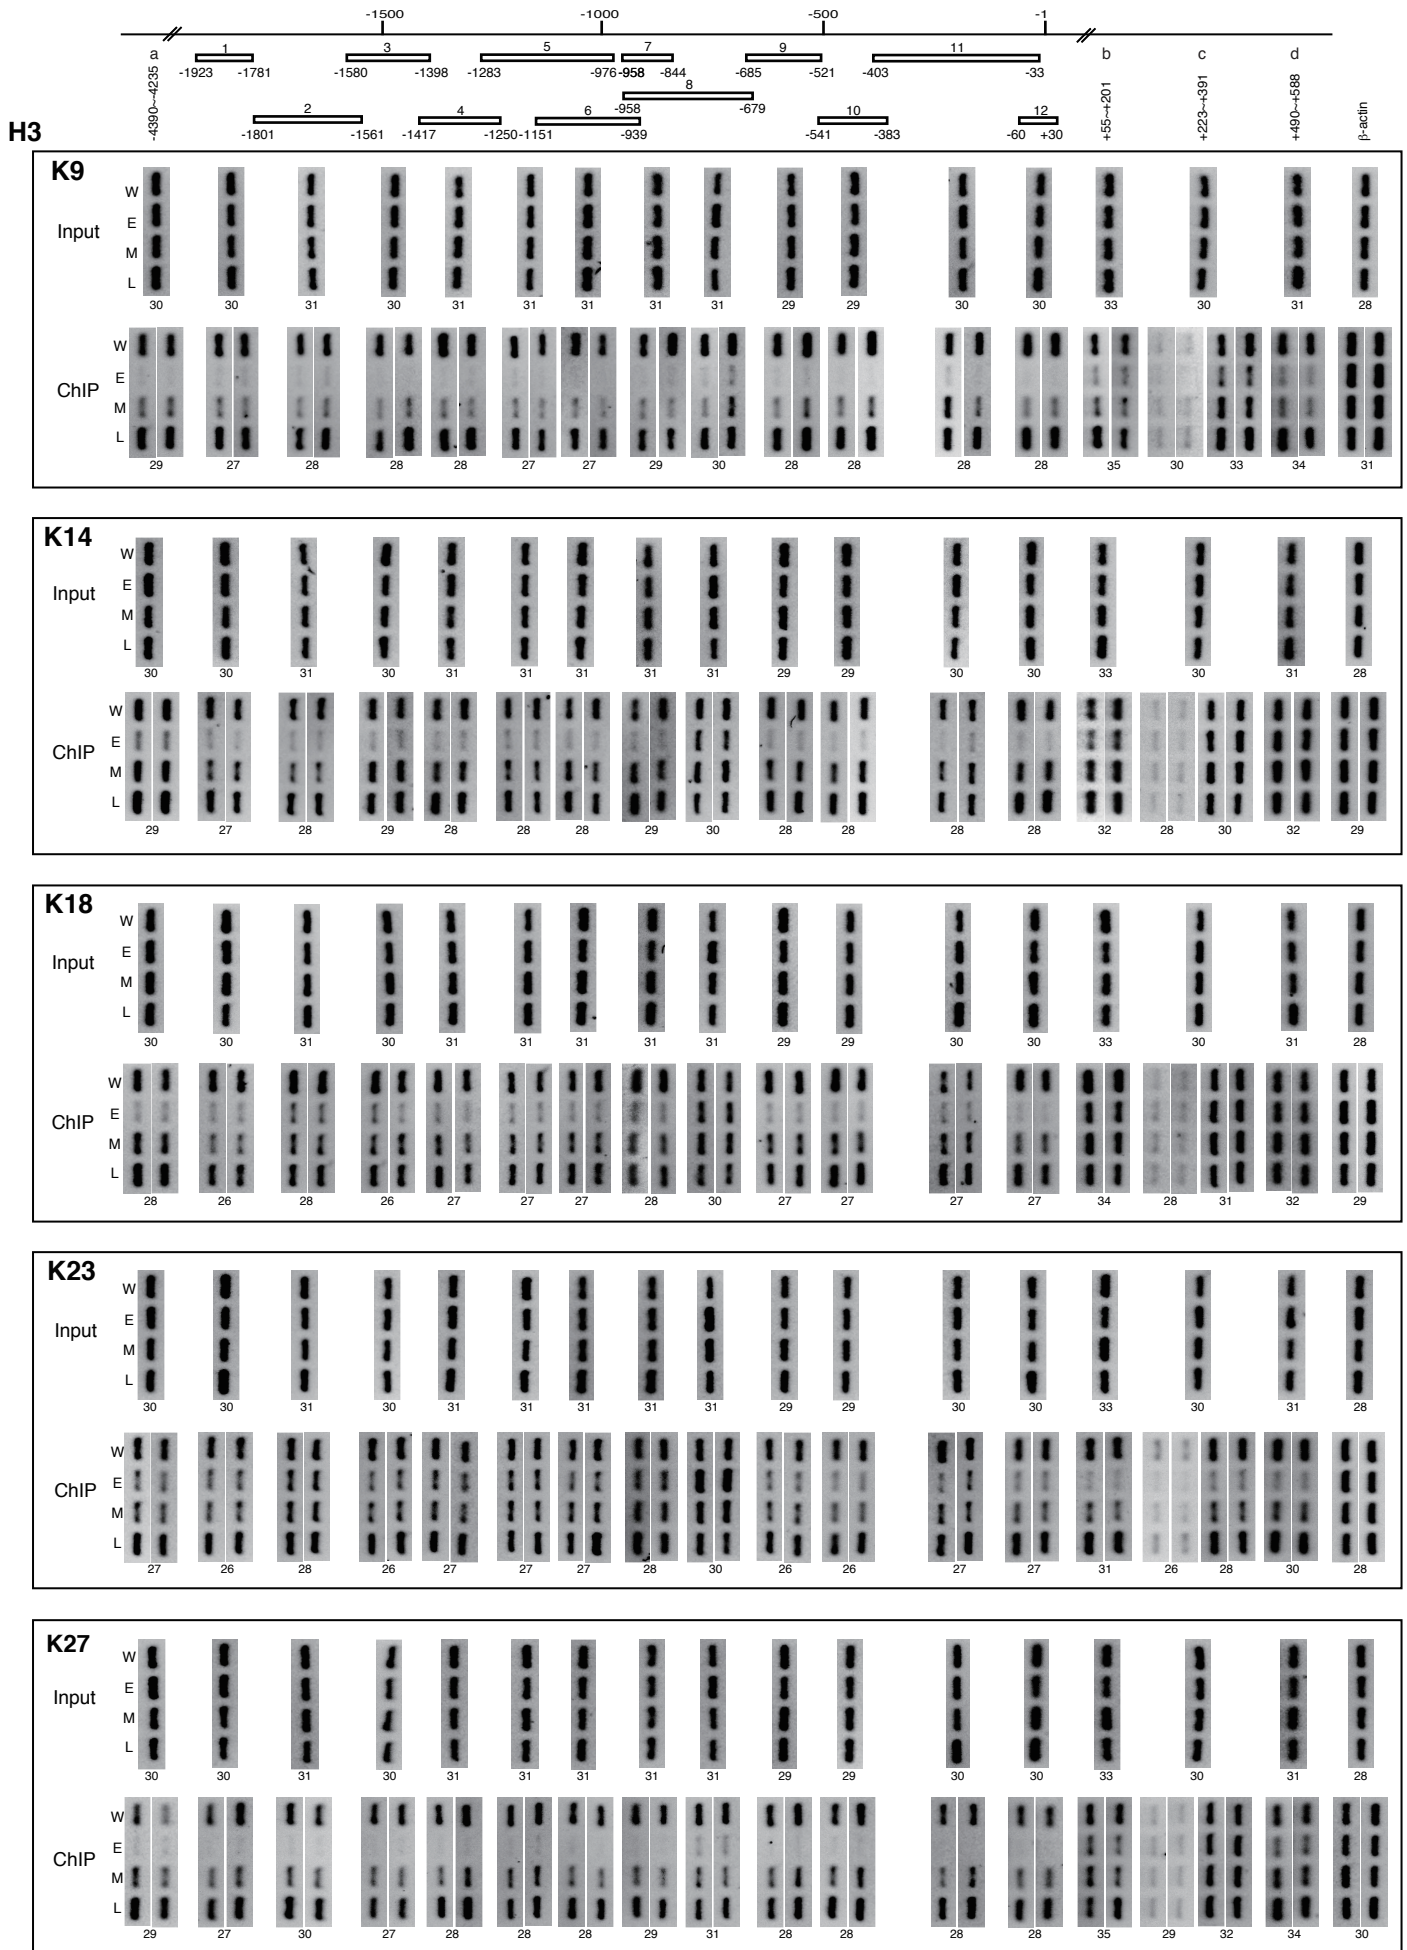 -1500 -1000 -500 -1
a 1 3 5 7 9 11 b c d
-4390~-4235 -1923 -1781 -1580 -1398 -1283 -976 -958 -844 -685 -521 -403 -33 +55~+201 +223~+391 +490~+588 β-actin
8
-958 -679
2 4 6 10 12
-1801 -1561 -1417 -1250 -1151 -939 -541 -383 -60 +30
H3
K9
W
Input E
M
L
30 30 31 30 31 31 31 31 31 29 29 30 30 33 30 31 28
W
ChIP E
M
L
29 27 28 28 28 27 27 29 30 28 28 28 28 35 30 33 34 31
K14
W
Input E
M
L
30 30 31 30 31 31 31 31 31 29 29 30 30 33 30 31 28
W
ChIP E
M
L
29 27 28 29 28 28 28 29 30 28 28 28 28 32 28 30 32 29
K18
W
Input E
M
L
30 30 31 30 31 31 31 31 31 29 29 30 30 33 30 31 28
W
ChIP E
M
L
28 26 28 26 27 27 27 28 30 27 27 27 27 34 28 31 32 29
K23
W
Input E
M
L
30 30 31 30 31 31 31 31 31 29 29 30 30 33 30 31 28
W
ChIP E
M
L
27 26 28 26 27 27 27 28 30 26 26 27 27 31 26 28 30 28
K27
W
Input E
M
L
30 30 31 30 31 31 31 31 31 29 29 30 30 33 30 31 28
W
ChIP E
M
L
29 27 30 27 28 28 28 29 31 28 28 28 28 35 29 32 34 30